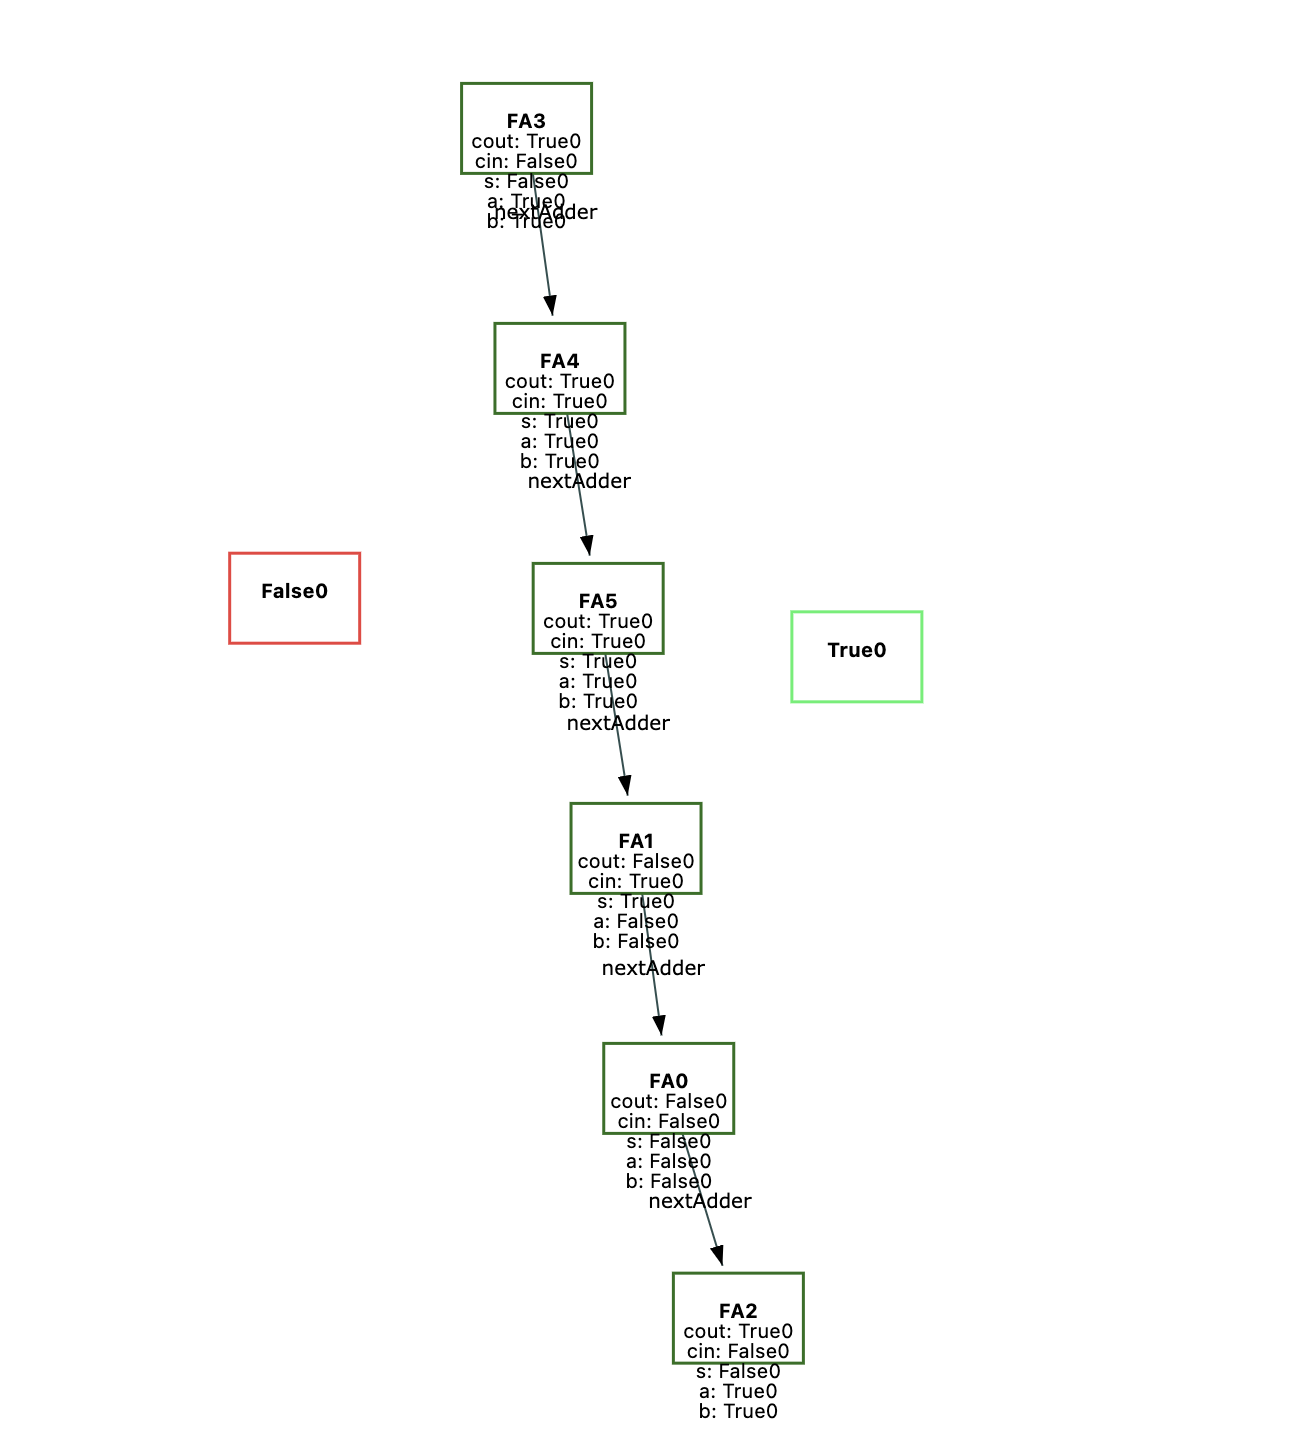 FA3
cout: True0
cin: False0
s: False0
a: True0
nextAdder
b: True0
FA4
cout: True0
cin: True0
s: True0
a: True0
b: True0
nextAdder
False0
FA5
cout: True0
cin: True0
s: True0
a: True0
b: True0
nextAdder
True0
FA1
cout: False0
cin: True0
s: True0
a: False0
b: False0
nextAdder
FA0
cout: False0
cin: False0
s: False0
a: False0
b: False0
nextAdder
FA2
cout: True0
cin: False0
s: False0
a: True0
b: True0